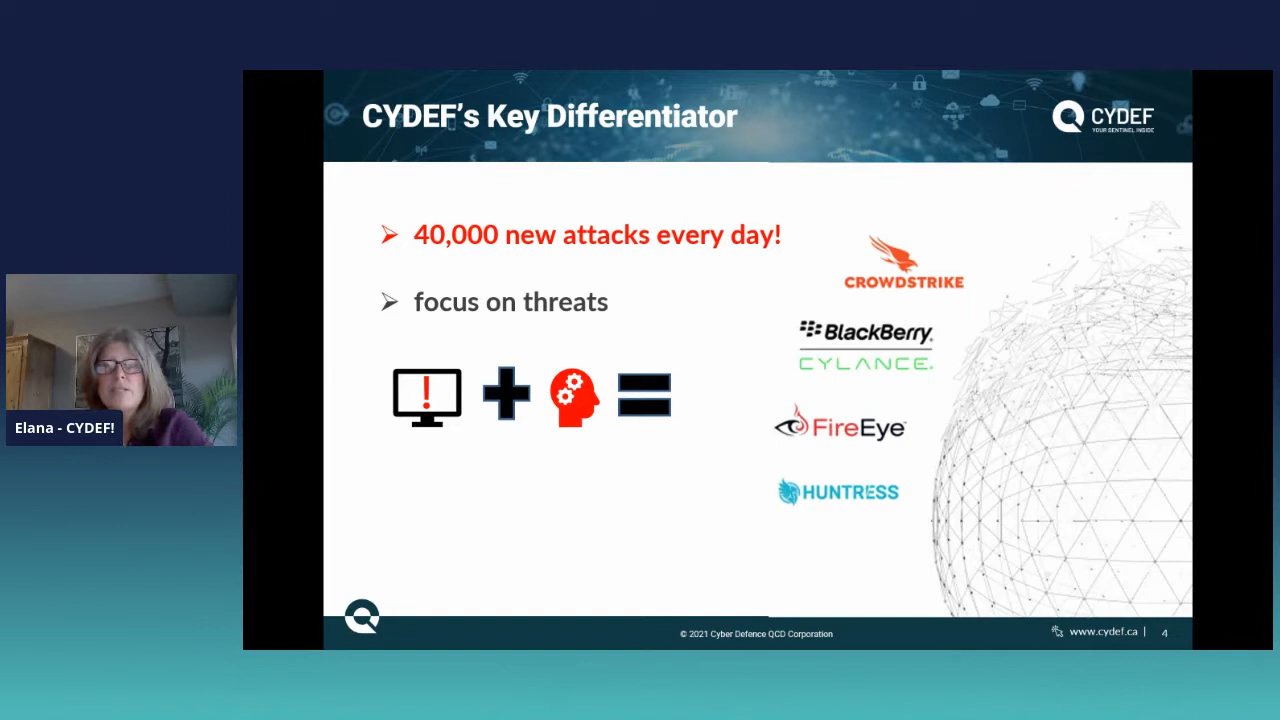 CYDEF's Key Differentiator
CYDEF
YOUR SENTINEL INSIDE
40,000 new attacks every day!
focus on threats
CROWDSTRIKE
BlackBerry
CYLANCE
FireEye
HUNTRESS
Elana - CYDEF!
© 2021 Cyber Defence QCD Corporation
www.cydef.ca | 4